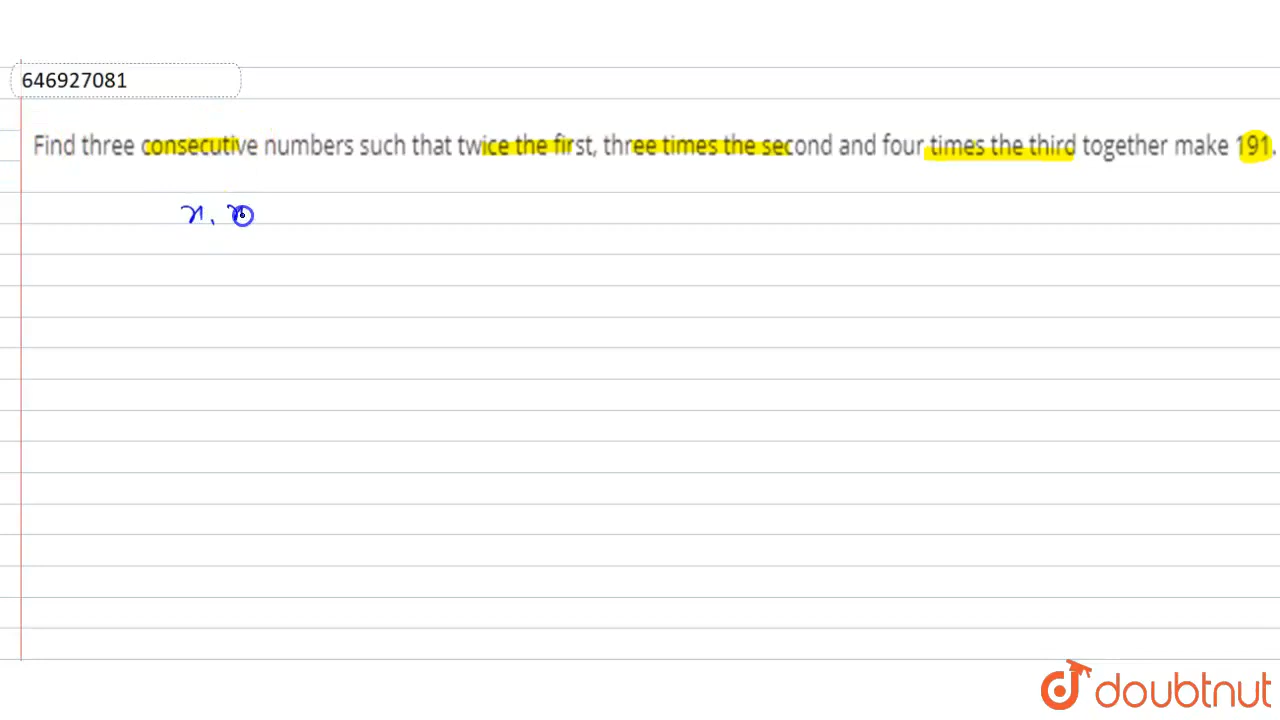 646927081
Find three consecutive numbers such that twice the first, three times the second and four times the third together make 191.
x, x
doubtnut